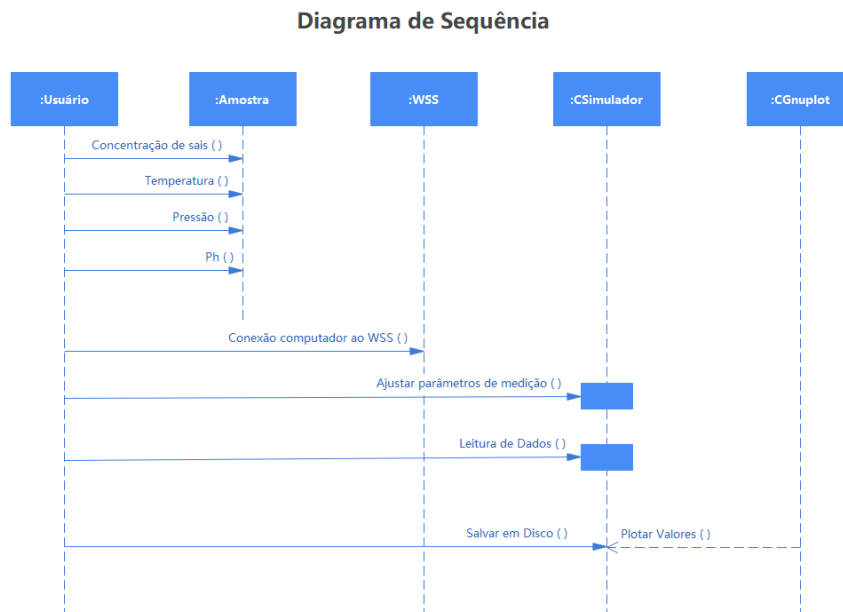 Diagrama de Sequência
:Usuário
:Amostra
:WSS
:CSimulador
:CGnuplot
Concentração de sais ( )
Temperatura ( )
Pressão ( )
Ph ( )
Conexão computador ao WSS ( )
Ajustar parâmetros de medição ( )
Leitura de Dados ( )
Salvar em Disco ( )
Plotar Valores ( )